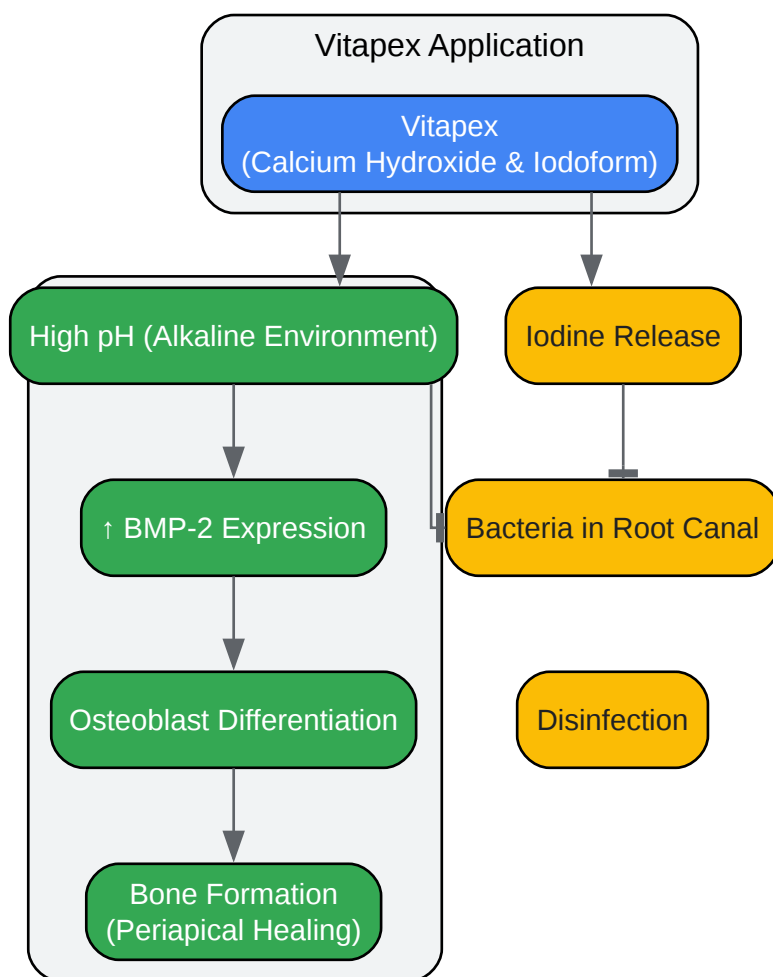 Vitapex Application
Vitapex
(Calcium Hydroxide & Iodoform)
High pH (Alkaline Environment)
Iodine Release
↑ BMP-2 Expression
Bacteria in Root Canal
Osteoblast Differentiation
Disinfection
Bone Formation
(Periapical Healing)